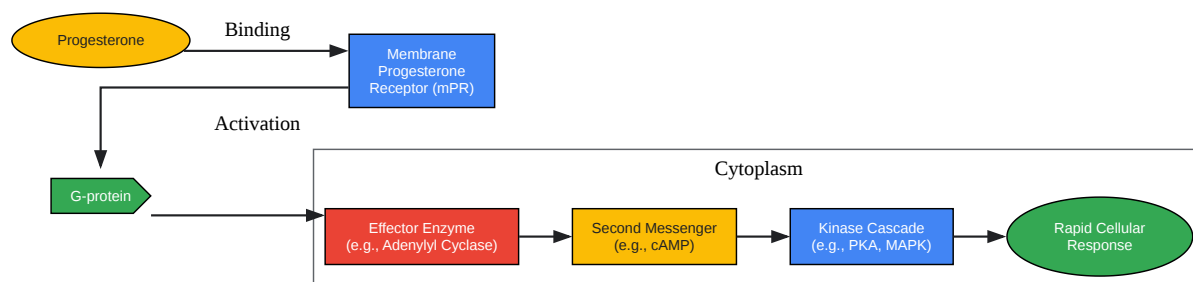 Progesterone
Binding
Membrane
Progesterone
Receptor (mPR)
Activation
G-protein
Cytoplasm
Effector Enzyme
(e.g., Adenylyl Cyclase)
Second Messenger
(e.g., cAMP)
Kinase Cascade
(e.g., PKA, MAPK)
Rapid Cellular
Response